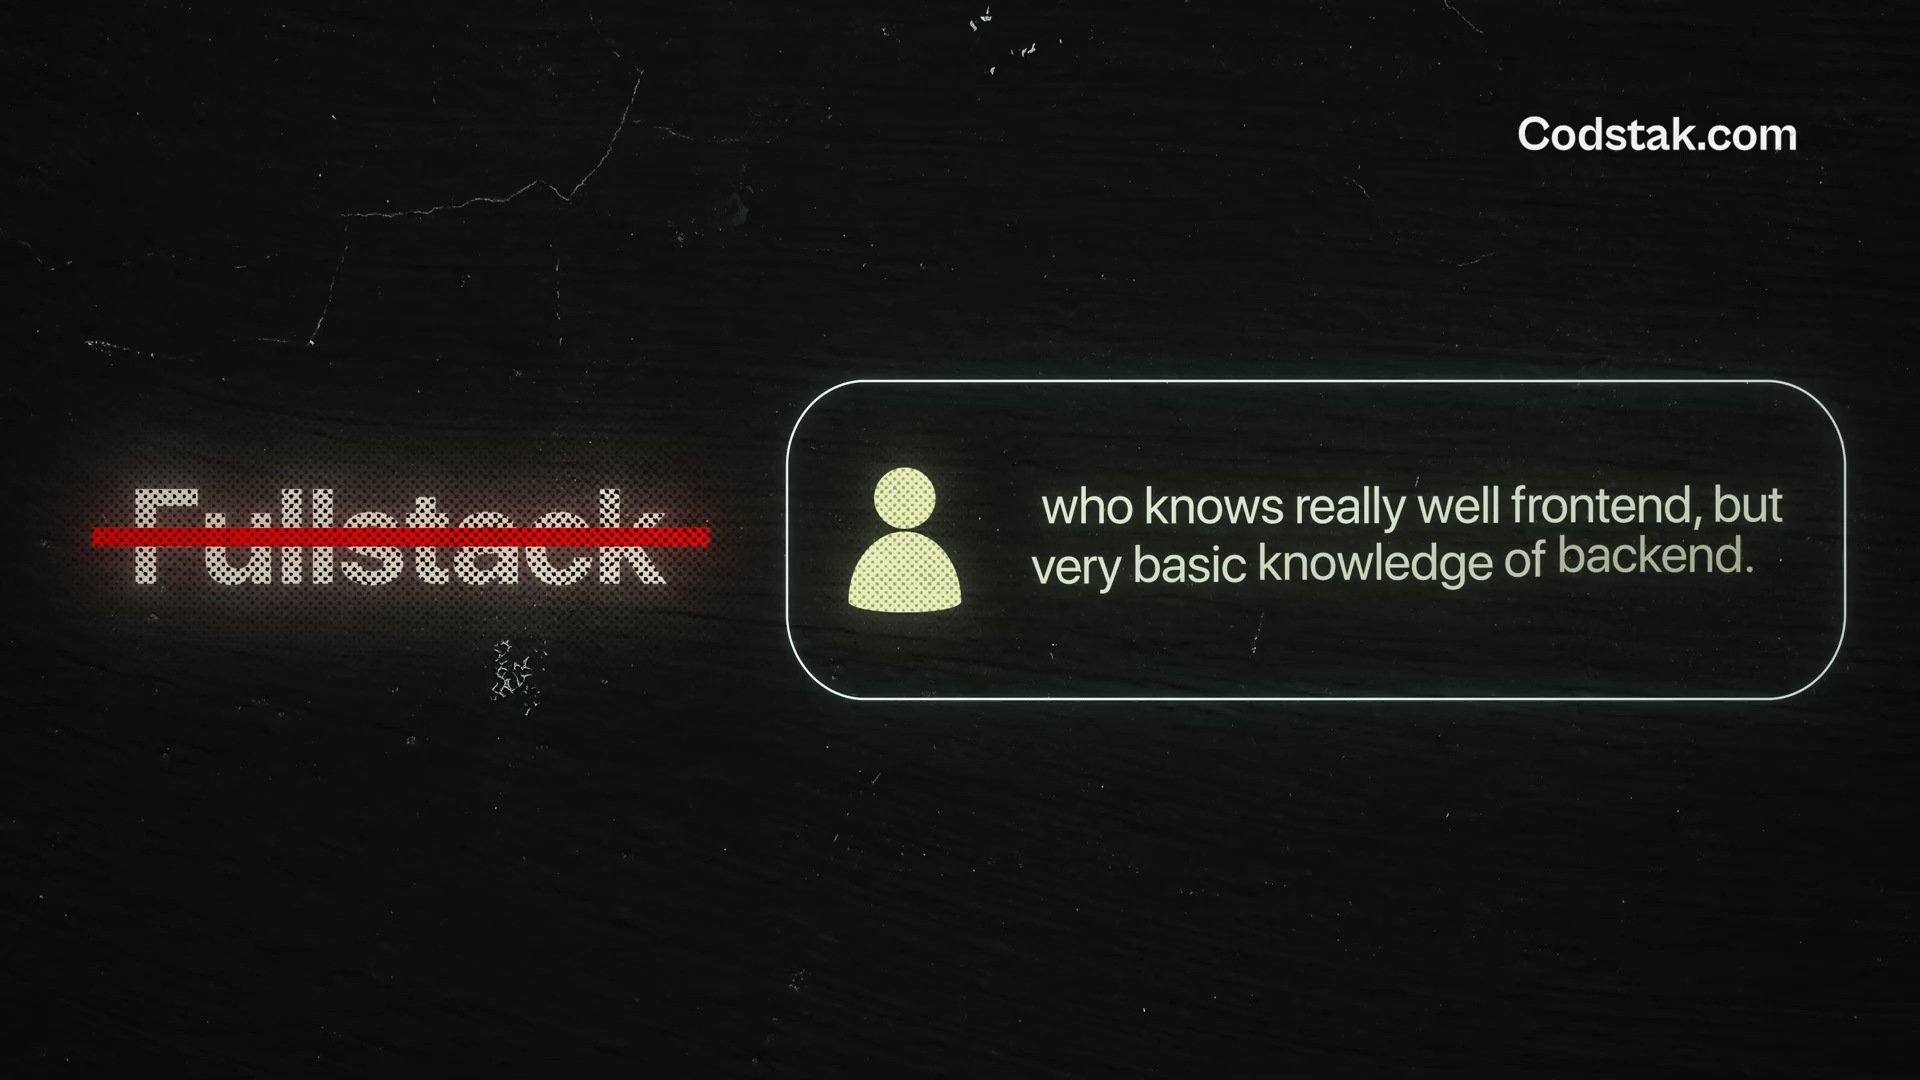 Codstak.com
Fullstack
who knows really well frontend, but
very basic knowledge of backend.